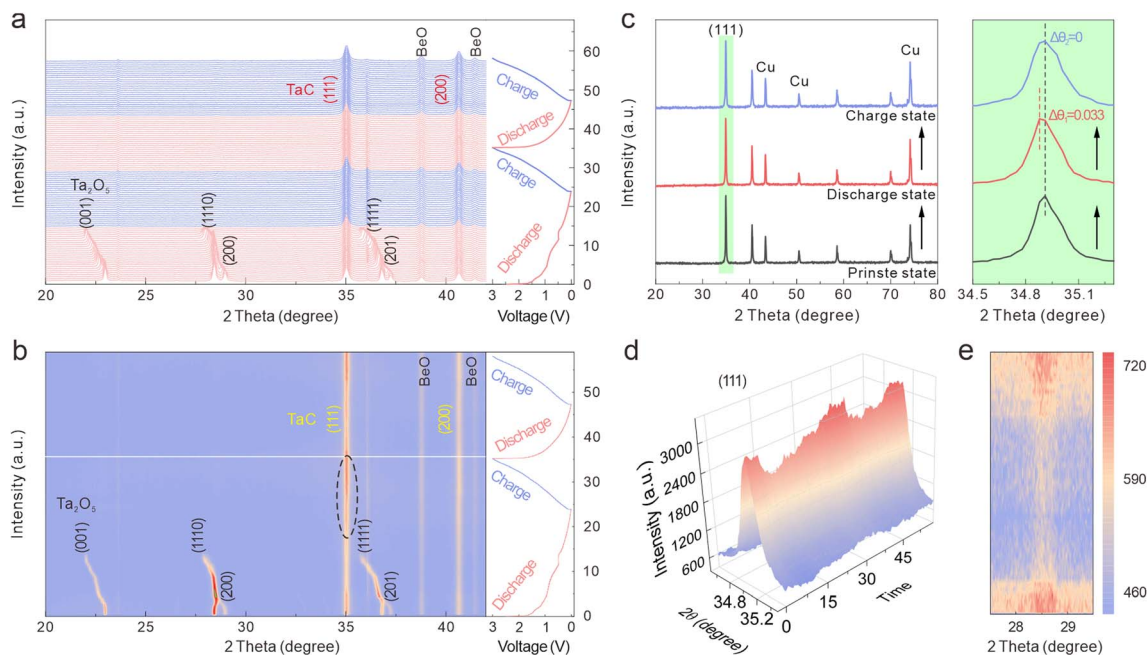 a
Intensity (a.u.)
60
50
40
30
20
10
0
Ta2O5
(001)
(1110)
(200)
TaC
(111)
(1111)
(201)
BeO
(200)
BeO
20
25
30
35
40
2 Theta (degree)
Charge
Discharge
Charge
Discharge
3
2
1
0
Voltage (V)
b
Intensity (a.u.)
50
40
30
20
10
0
Ta2O5
(001)
(1110)
(200)
TaC
(111)
(1111)
(201)
BeO
(200)
BeO
20
25
30
35
40
2 Theta (degree)
Charge
Discharge
Charge
Discharge
3
2
1
0
Voltage (V)
c
Intensity (a.u.)
(111)
Cu
Cu
Cu
Charge state
Discharge state
Prinste state
20
30
40
50
60
70
80
2 Theta (degree)
Δθ2=0
Δθ1=0.033
34.5
34.8
35.1
2 Theta (degree)
d
(111)
Intensity (a.u.)
3000
2400
1800
1200
600
34.8
35.2
2θ (degree)
0
15
30
45
Time
e
720
590
460
28
29
2 Theta (degree)